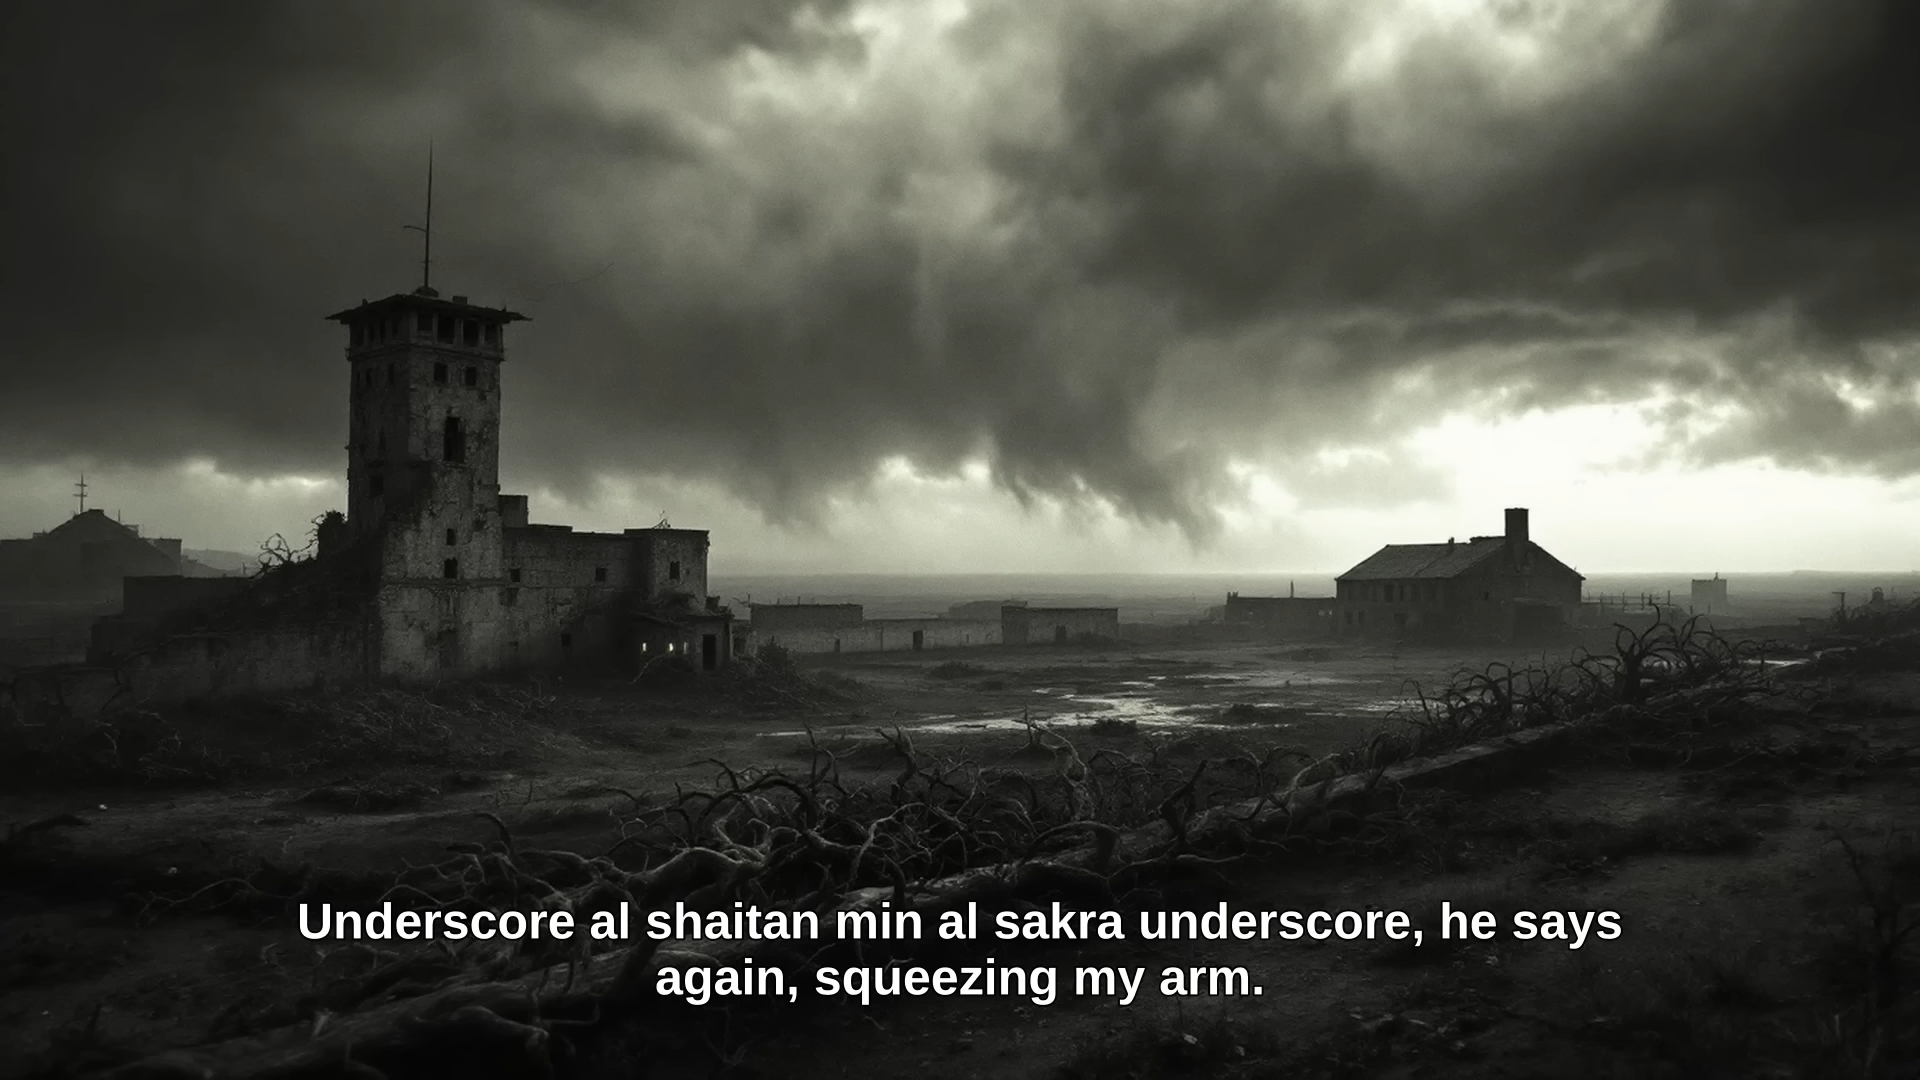 Underscore al shaitan min al sakra underscore, he says
again, squeezing my arm.